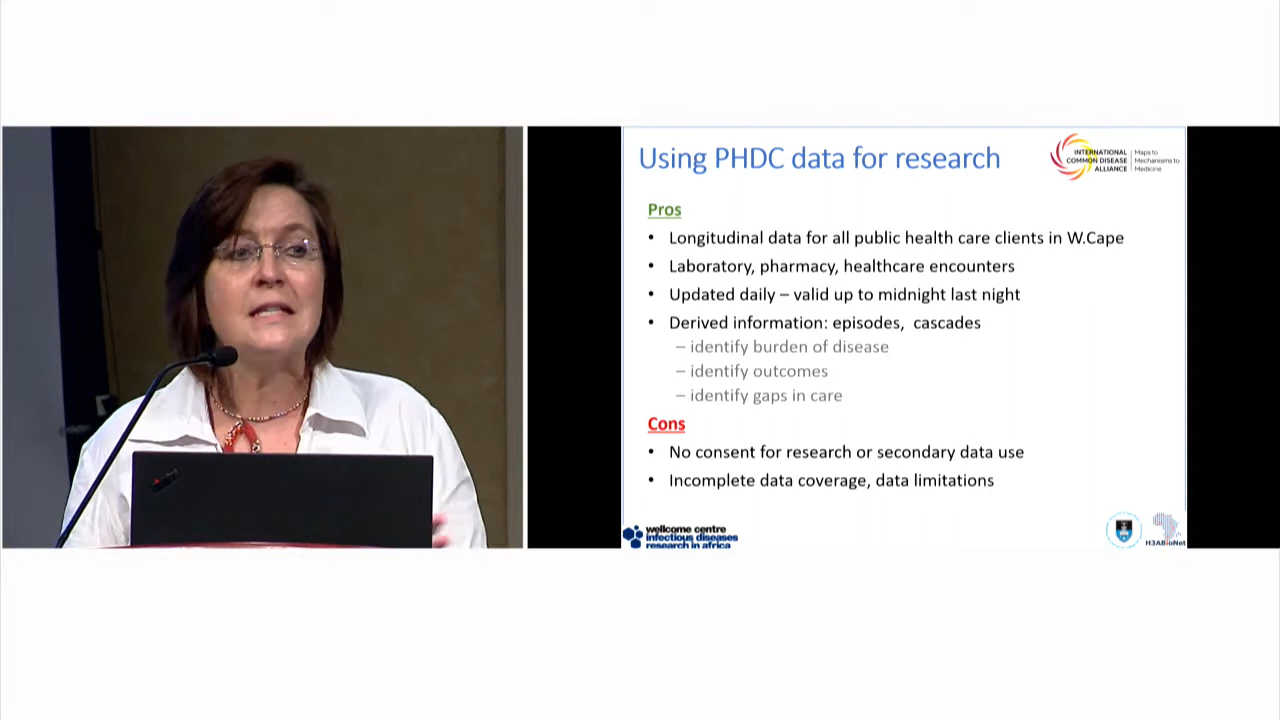 Using PHDC data for research
INTERNATIONAL
COMMON DISEASE
ALLIANCE
Maps to
Mechanisms to
Medicine
Pros
• Longitudinal data for all public health care clients in W.Cape
• Laboratory, pharmacy, healthcare encounters
• Updated daily – valid up to midnight last night
• Derived information: episodes, cascades
– identify burden of disease
– identify outcomes
– identify gaps in care
Cons
• No consent for research or secondary data use
• Incomplete data coverage, data limitations
wellcome centre
infectious diseases
research in africa
H3ABioNet